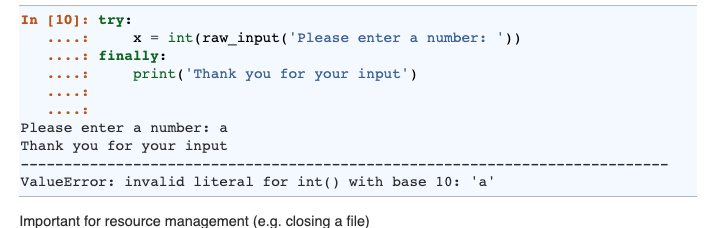 In [10]: try:
   ....:     x = int(raw_input('Please enter a number: '))
   ....: finally:
   ....:     print('Thank you for your input')
   ....:
   ....:
Please enter a number: a
Thank you for your input
---------------------------------------------------------------------------
ValueError: invalid literal for int() with base 10: 'a'
Important for resource management (e.g. closing a file)